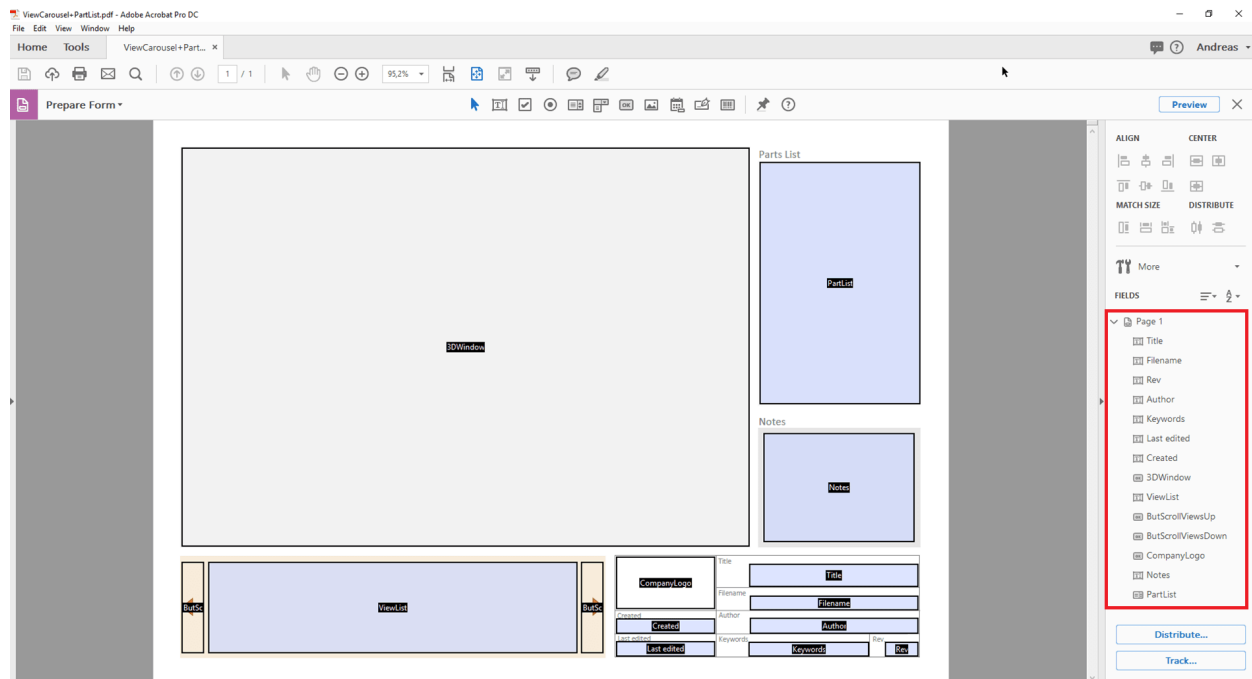 ViewCarousel+PartList.pdf - Adobe Acrobat Pro DC
File Edit View Window Help
Home Tools ViewCarousel+Part... × Andreas
1 / 1 95,2%
Prepare Form Preview
ALIGN CENTER
MATCH SIZE DISTRIBUTE
More
FIELDS
Page 1
Title
Filename
Rev
Author
Keywords
Last edited
Created
3DWindow
ViewList
ButScrollViewsUp
ButScrollViewsDown
CompanyLogo
Notes
PartList
Distribute...
Track...
Parts List
PartList
3DWindow
Notes
Notes
ButSc ViewList ButSc
CompanyLogo
Title
Title
Filename
Filename
Created
Created
Author
Author
Last edited
Last edited
Keywords
Keywords
Rev
Rev